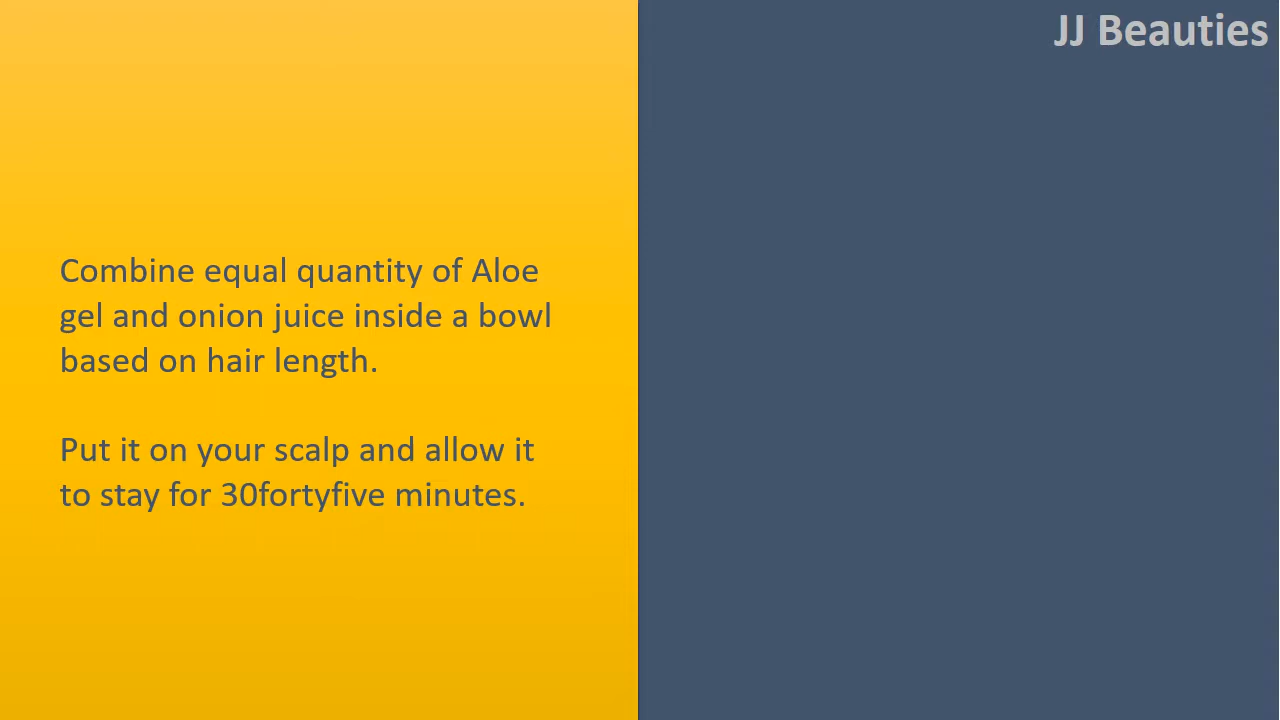 JJ Beauties
Combine equal quantity of Aloe
gel and onion juice inside a bowl
based on hair length.
Put it on your scalp and allow it
to stay for 30fortyfive minutes.